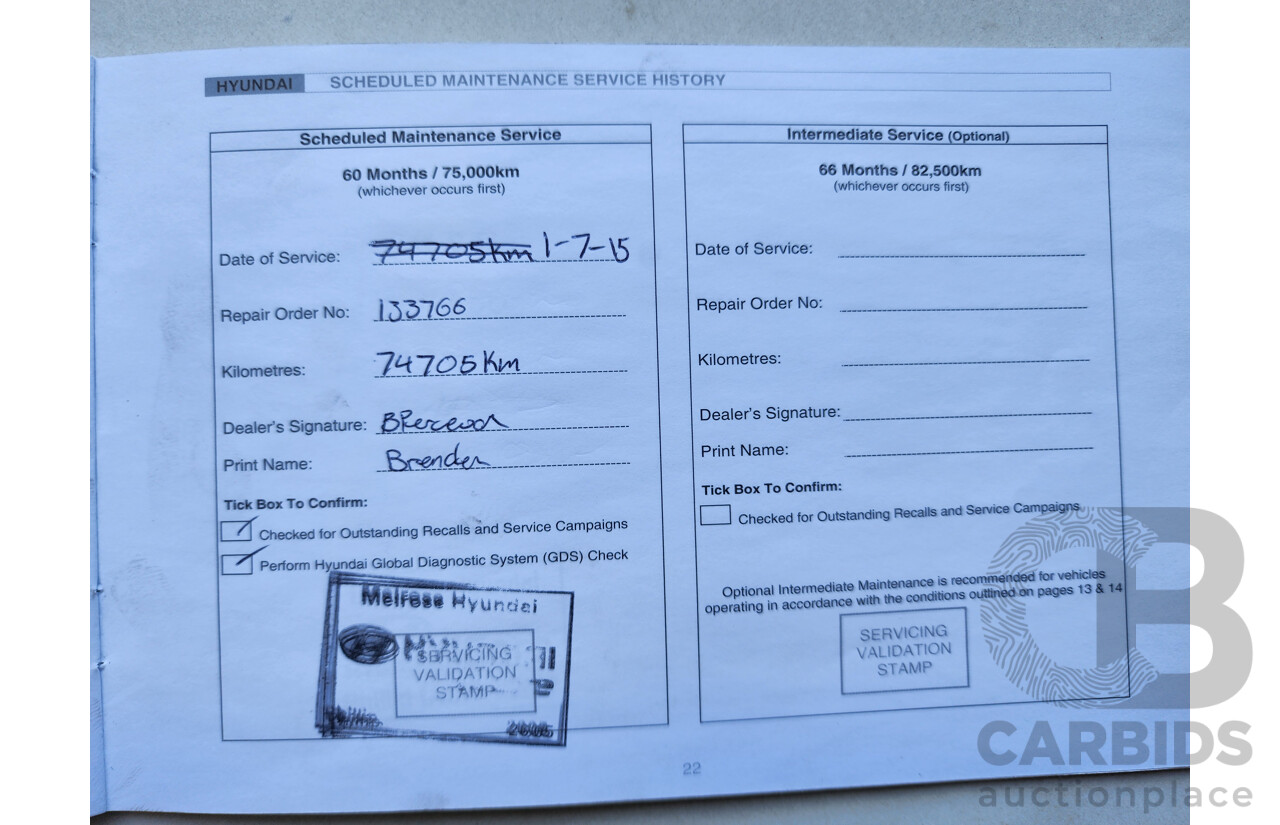 HYUNDAI SCHEDULED MAINTENANCE SERVICE HISTORY
Scheduled Maintenance Service
60 Months / 75,000km
(whichever occurs first)
Date of Service: 74705km 1-7-15
Repair Order No: 133766
Kilometres: 74705Km
Dealer's Signature:
Print Name: Brenden
Tick Box To Confirm:
Checked for Outstanding Recalls and Service Campaigns
Perform Hyundai Global Diagnostic System (GDS) Check
Melrose Hyundai
SERVICING
VALIDATION
STAMP
Intermediate Service (Optional)
66 Months / 82,500km
(whichever occurs first)
Date of Service:
Repair Order No:
Kilometres:
Dealer's Signature:
Print Name:
Tick Box To Confirm:
Checked for Outstanding Recalls and Service Campaigns
Optional Intermediate Maintenance is recommended for vehicles
operating in accordance with the conditions outlined on pages 13 & 14
SERVICING
VALIDATION
STAMP
22
CARBIDS
auctionplace